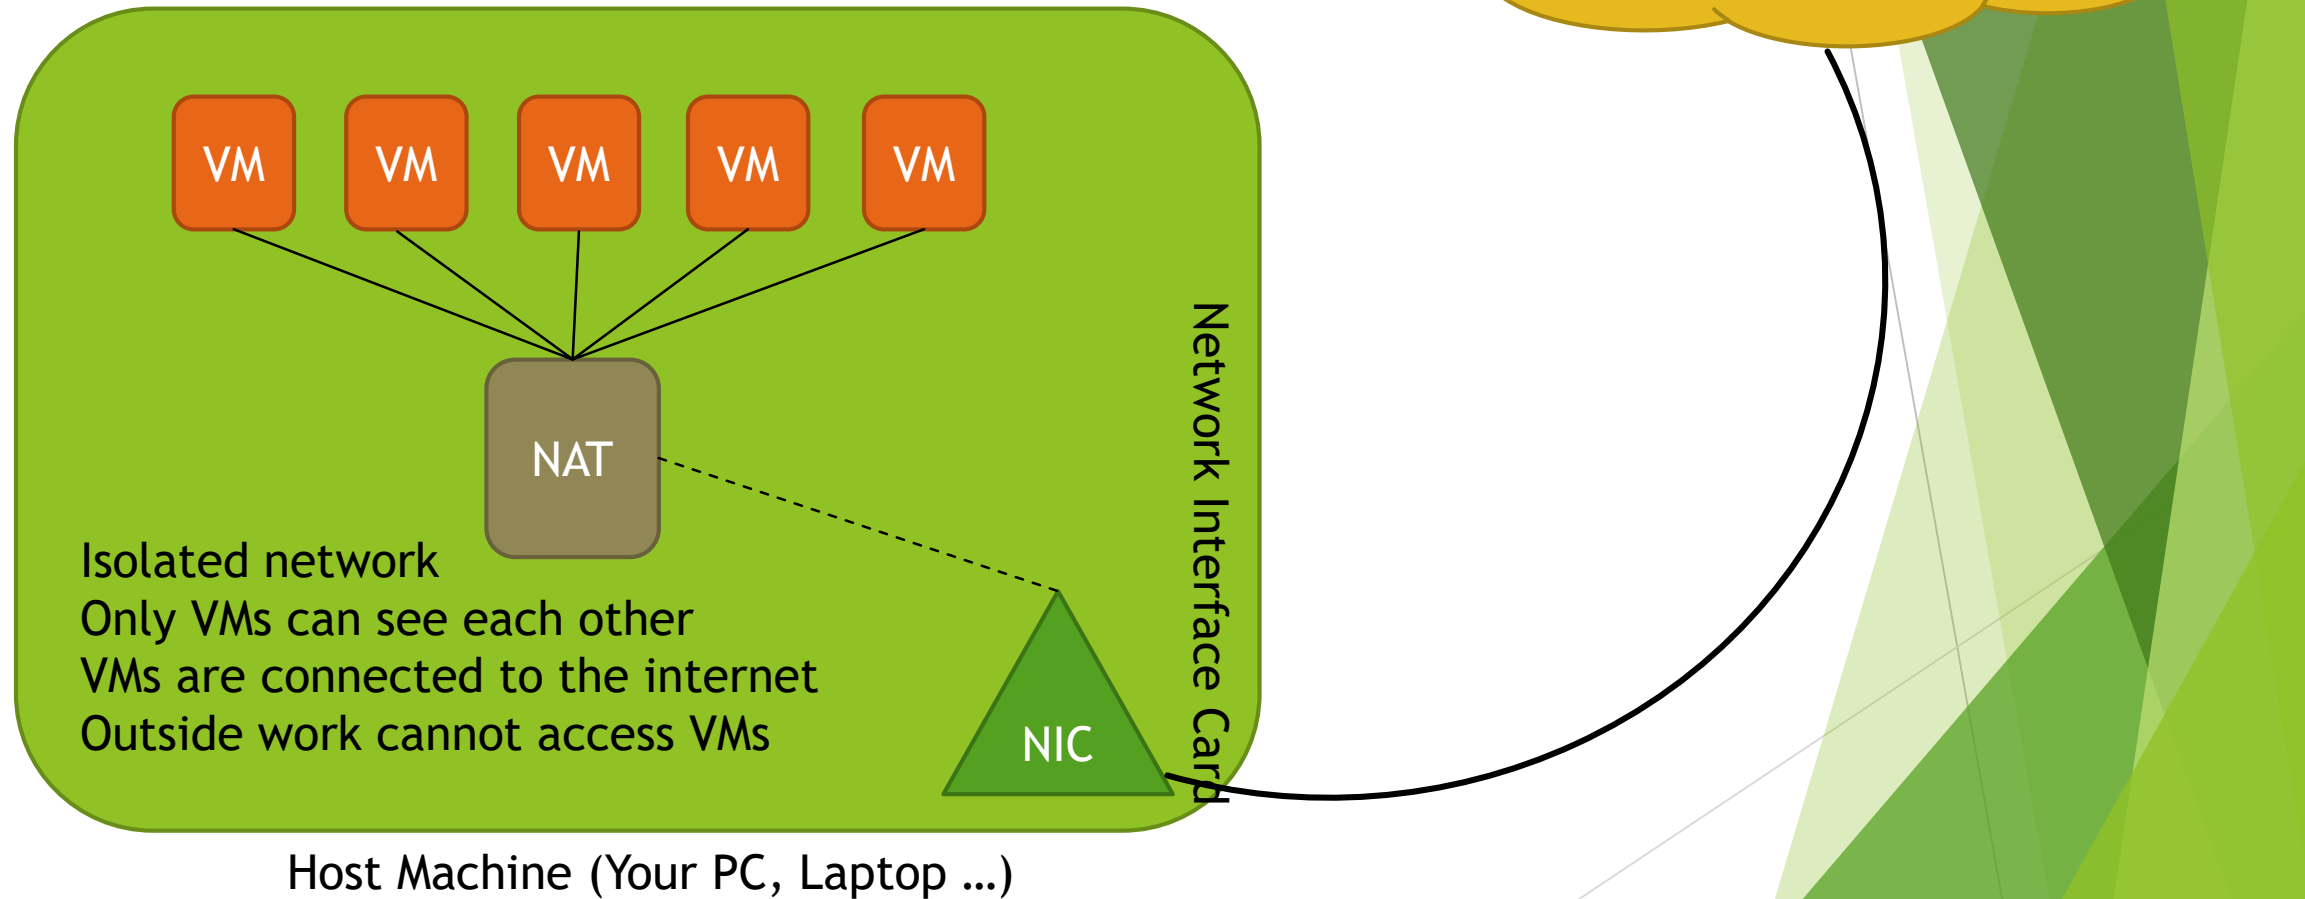 VM
VM
VM
VM
VM
NAT
Network Interface Card
Isolated network
Only VMs can see each other
VMs are connected to the internet
Outside work cannot access VMs
NIC
Host Machine (Your PC, Laptop …)